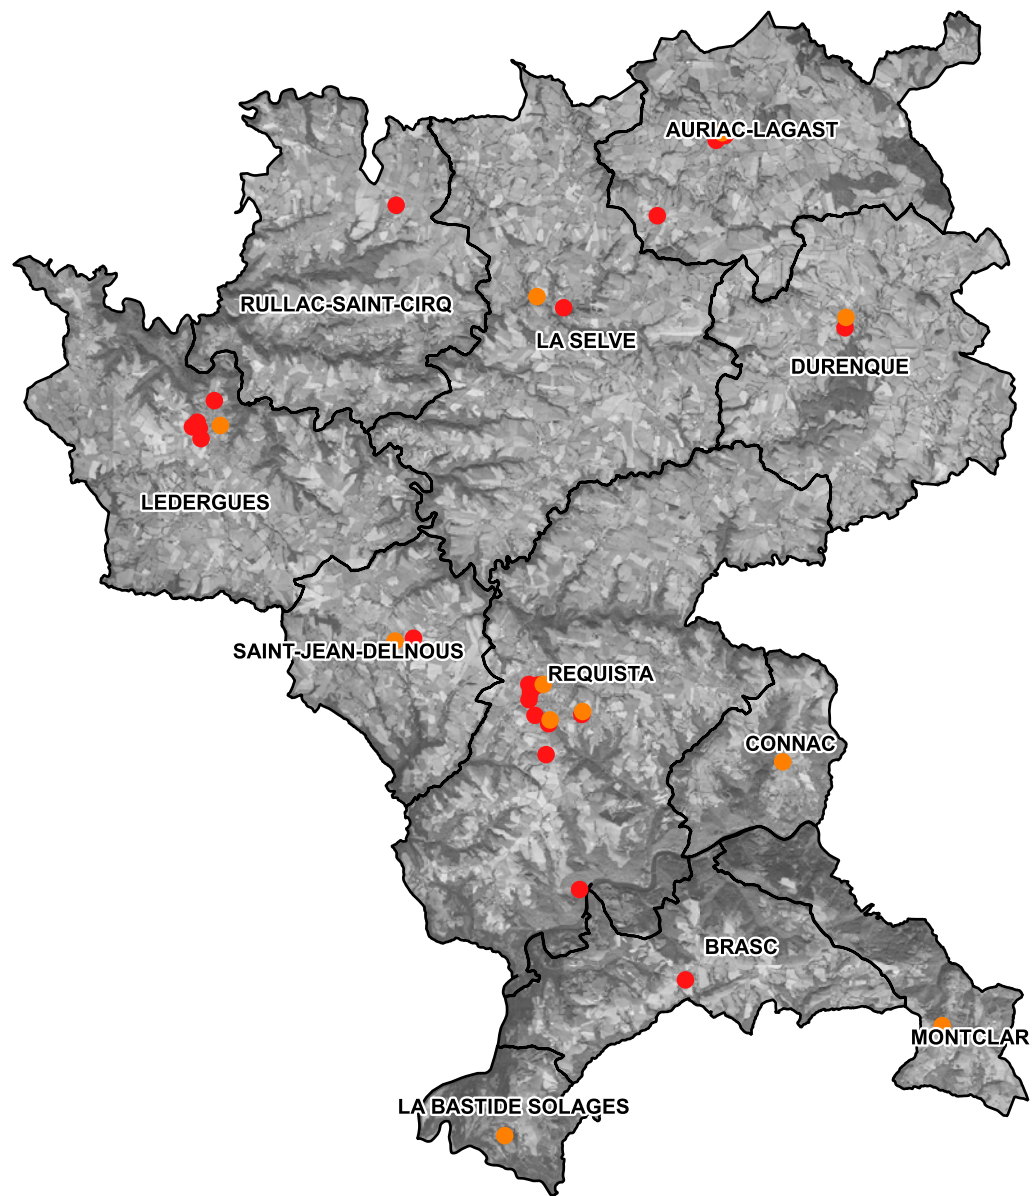 AURIAC-LAGAST
RULLAC-SAINT-CIRQ
LA SELVE
DURENQUE
LEDERGUES
SAINT-JEAN-DELNOUS
REQUISTA
CONNAC
BRASC
MONTCLAR
LA BASTIDE SOLAGES